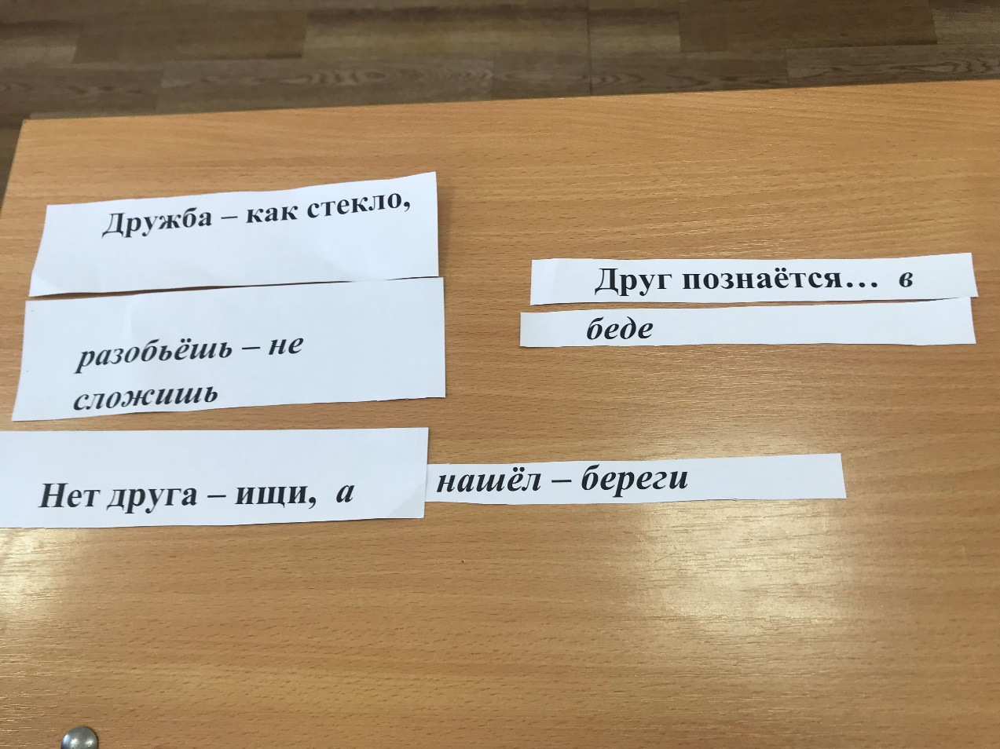 Дружба – как стекло,
разобьёшь – не
сложишь
Друг познаётся… в
беде
Нет друга – ищи, а нашёл – береги